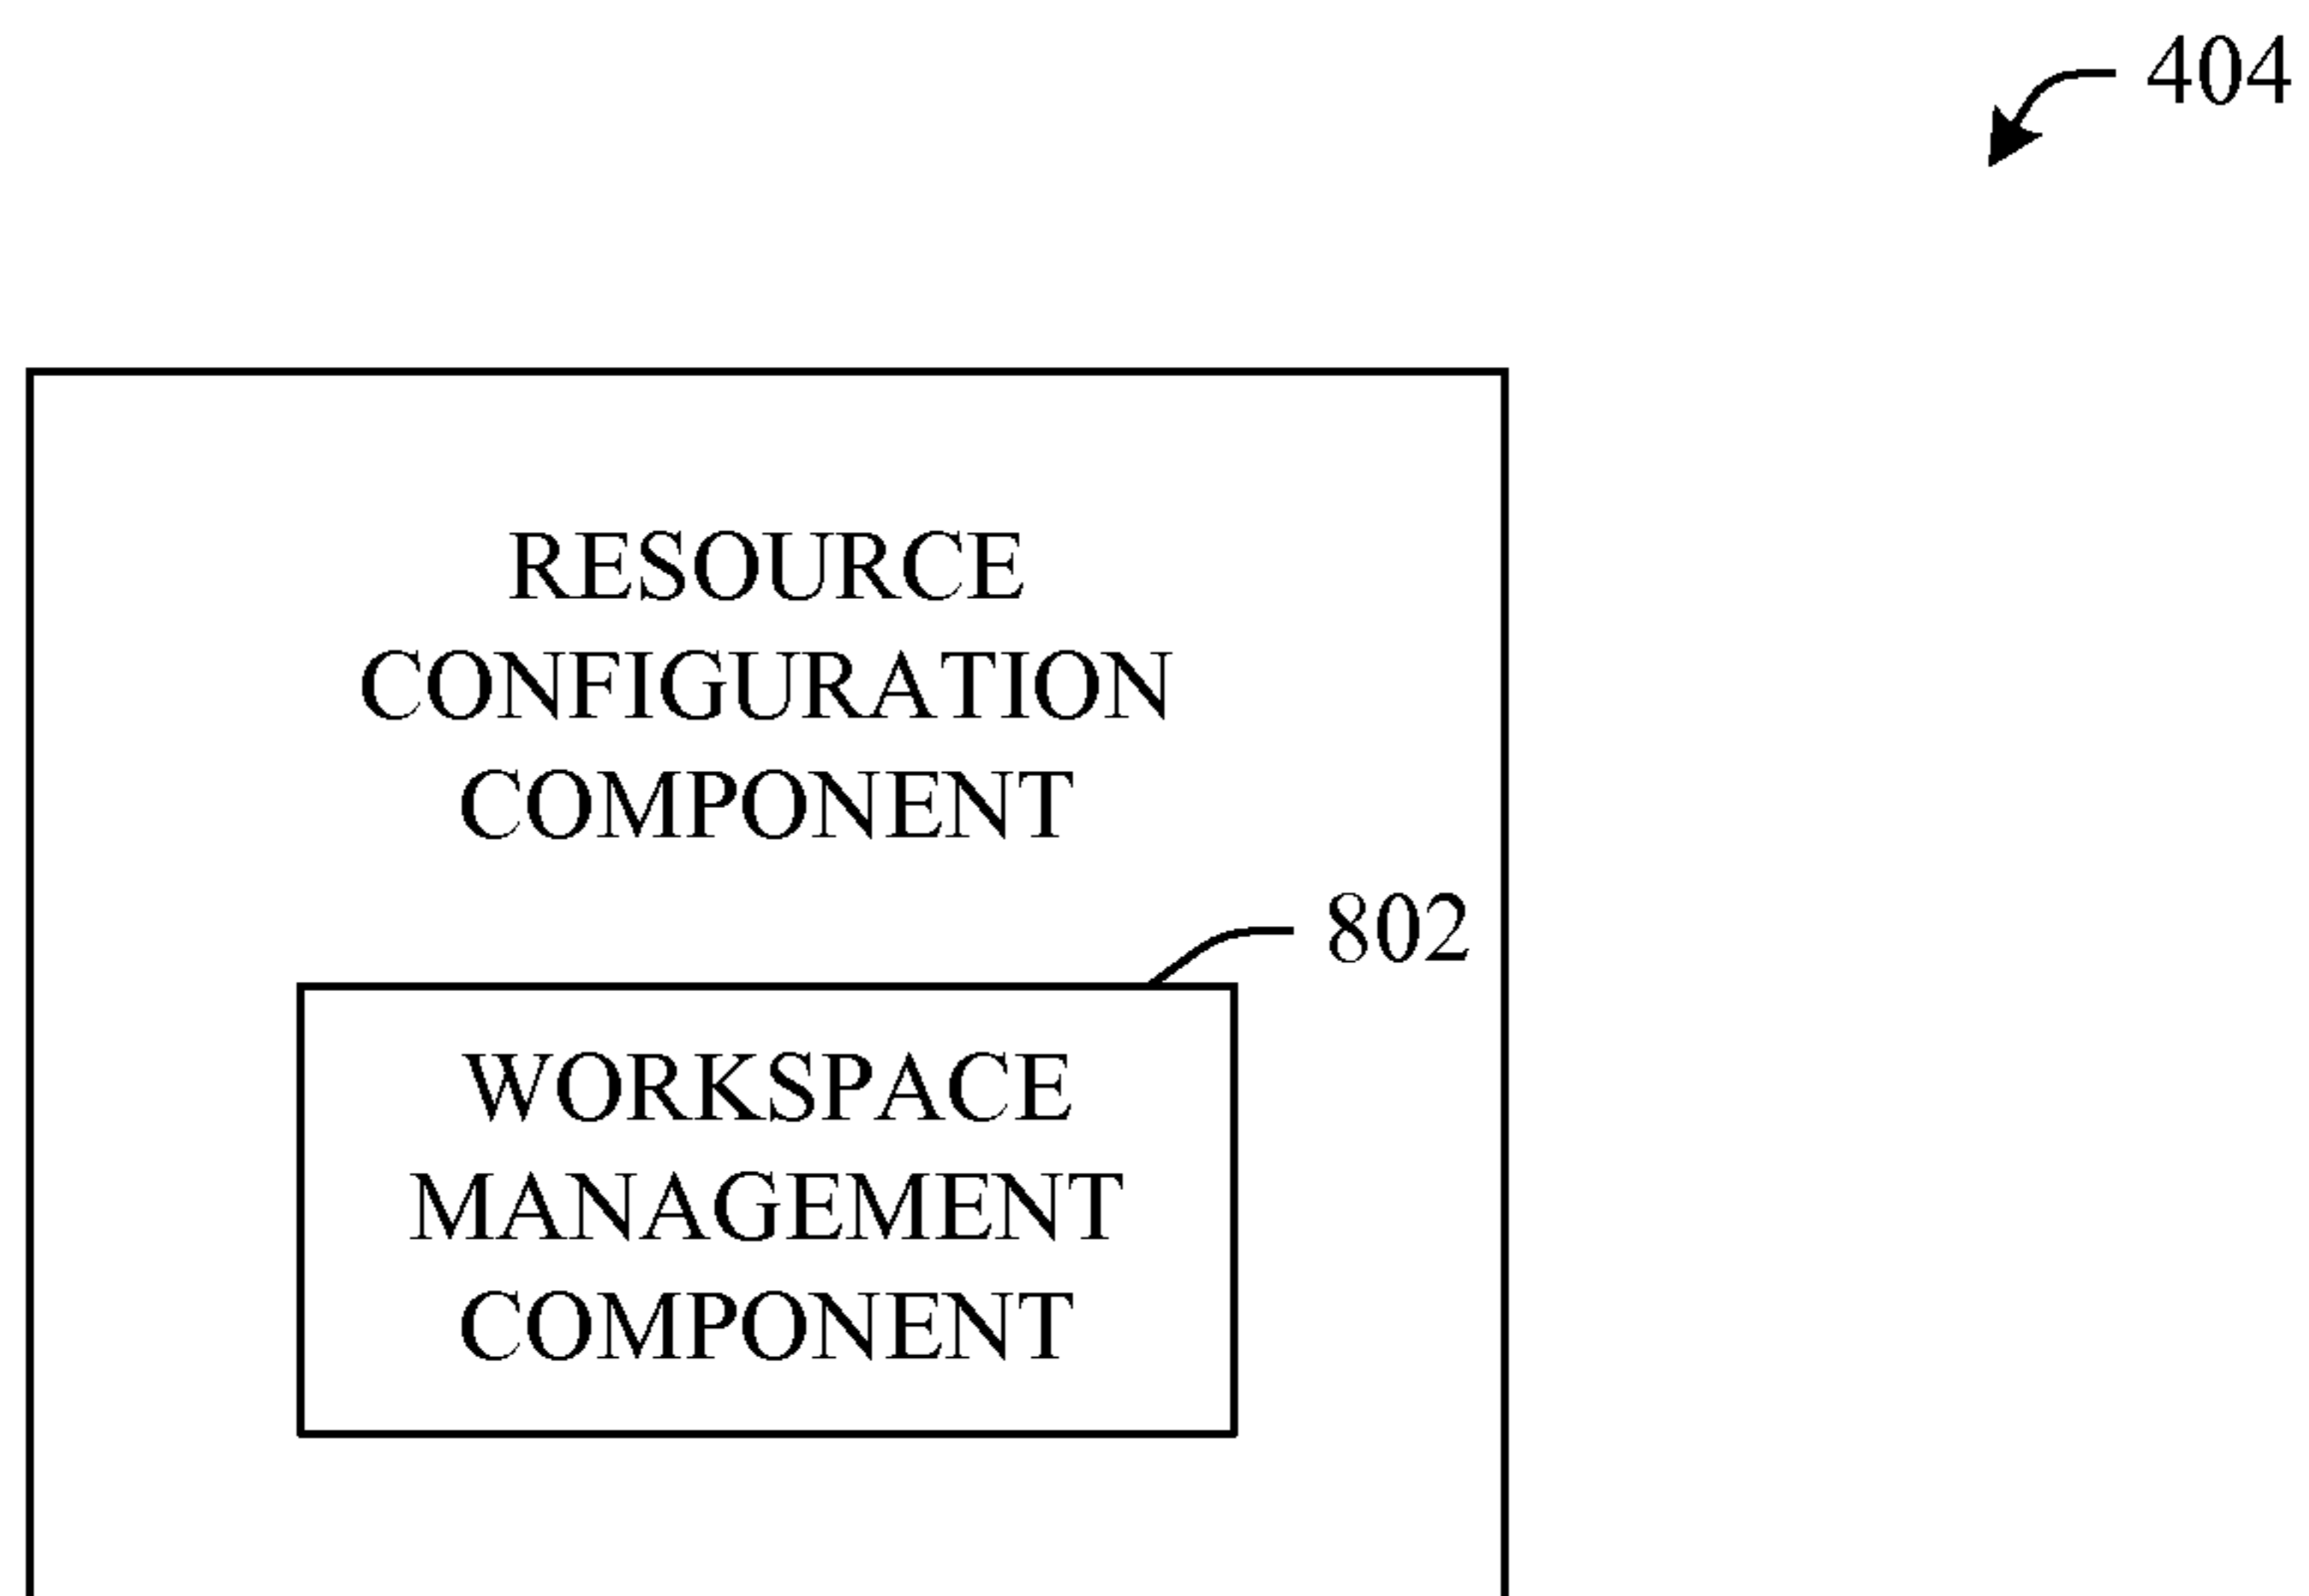 404
RESOURCE
CONFIGURATION
COMPONENT
802
WORKSPACE
MANAGEMENT
COMPONENT